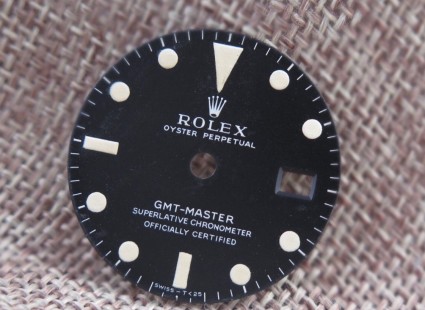 ROLEX
OYSTER PERPETUAL
GMT-MASTER
SUPERLATIVE CHRONOMETER
OFFICIALLY CERTIFIED
SWISS - T<25